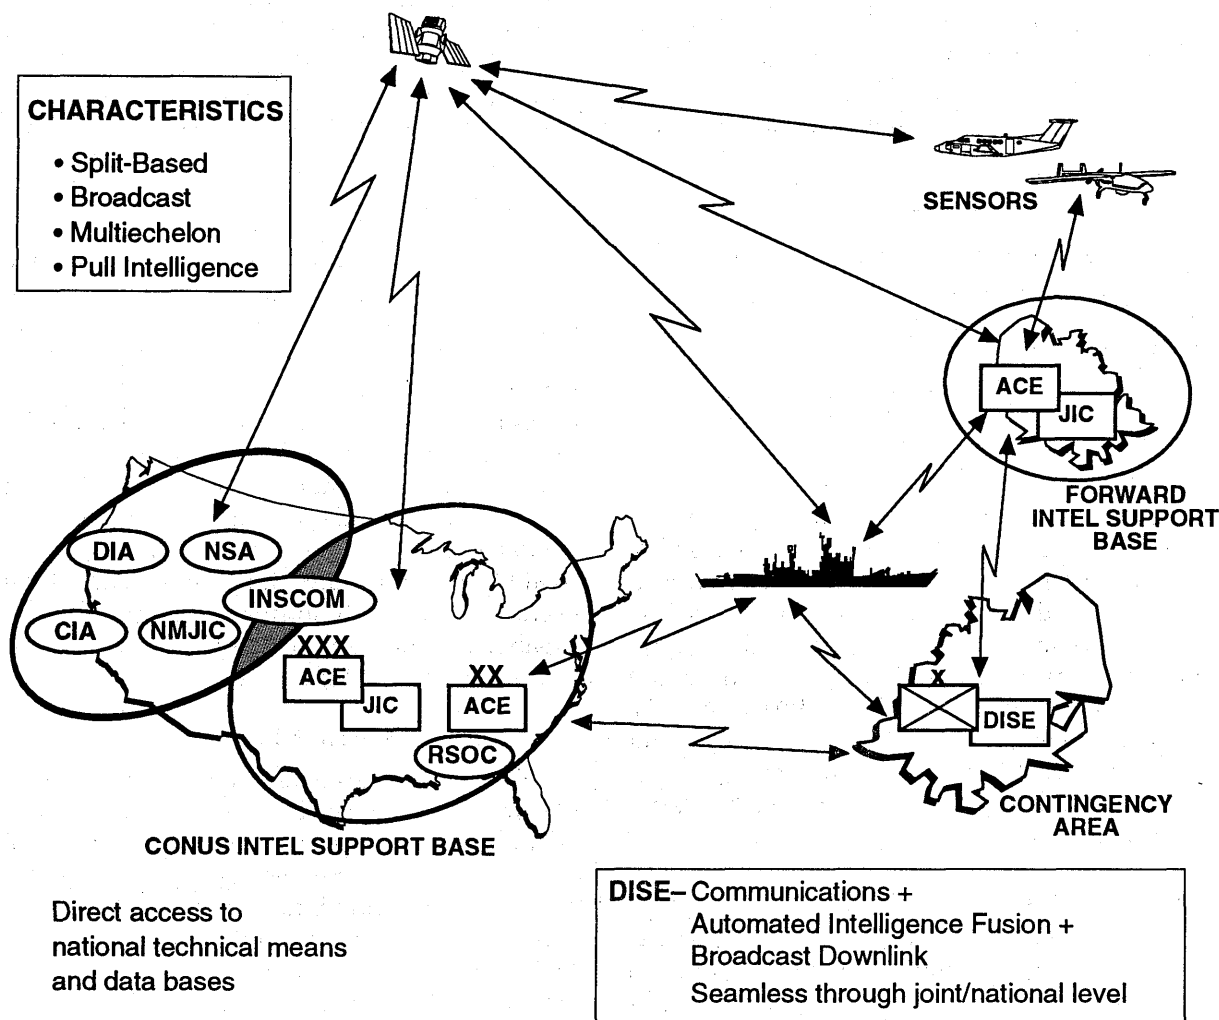 CHARACTERISTICS
• Split-Based
• Broadcast
• Multiechelon
• Pull Intelligence
SENSORS
ACE
JIC
FORWARD
INTEL SUPPORT
BASE
DIA
NSA
INSCOM
CIA
NMJIC
XXX
ACE
JIC
XX
ACE
RSOC
X
DISE
CONTINGENCY
AREA
CONUS INTEL SUPPORT BASE
Direct access to
national technical means
and data bases
DISE– Communications +
Automated Intelligence Fusion +
Broadcast Downlink
Seamless through joint/national level